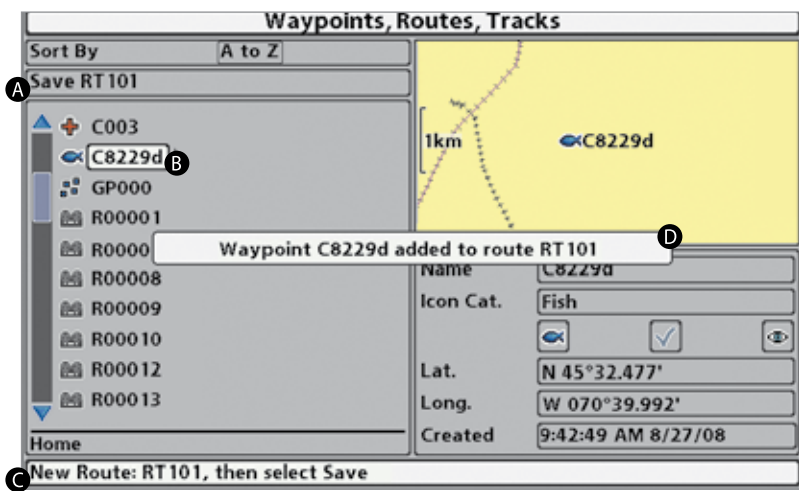 Waypoints, Routes, Tracks
Sort By A to Z
A Save RT101
C003
C8229d B
GP000
R00001
R0000
R00008
R00009
R00010
R00012
R00013
Home
1km
C8229d
Waypoint C8229d added to route RT101 D
Name C8229d
Icon Cat. Fish
Lat. N 45°32.477'
Long. W 070°39.992'
Created 9:42:49 AM 8/27/08
C New Route: RT101, then select Save